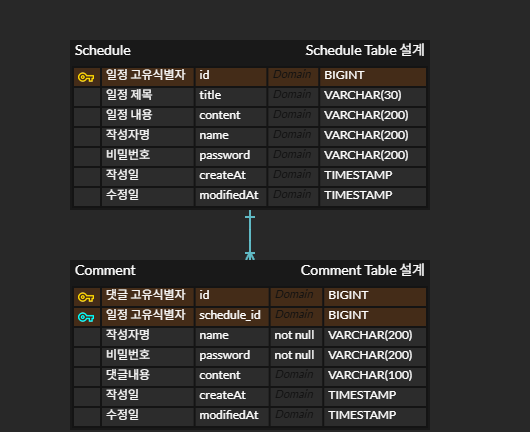 Schedule Schedule Table 설계
일정 고유식별자 id Domain BIGINT
일정 제목 title Domain VARCHAR(30)
일정 내용 content Domain VARCHAR(200)
작성자명 name Domain VARCHAR(200)
비밀번호 password Domain VARCHAR(200)
작성일 createAt Domain TIMESTAMP
수정일 modifiedAt Domain TIMESTAMP
Comment Comment Table 설계
댓글 고유식별자 id Domain BIGINT
일정 고유식별자 schedule_id Domain BIGINT
작성자명 name not null VARCHAR(200)
비밀번호 password not null VARCHAR(200)
댓글내용 content Domain VARCHAR(100)
작성일 createAt Domain TIMESTAMP
수정일 modifiedAt Domain TIMESTAMP